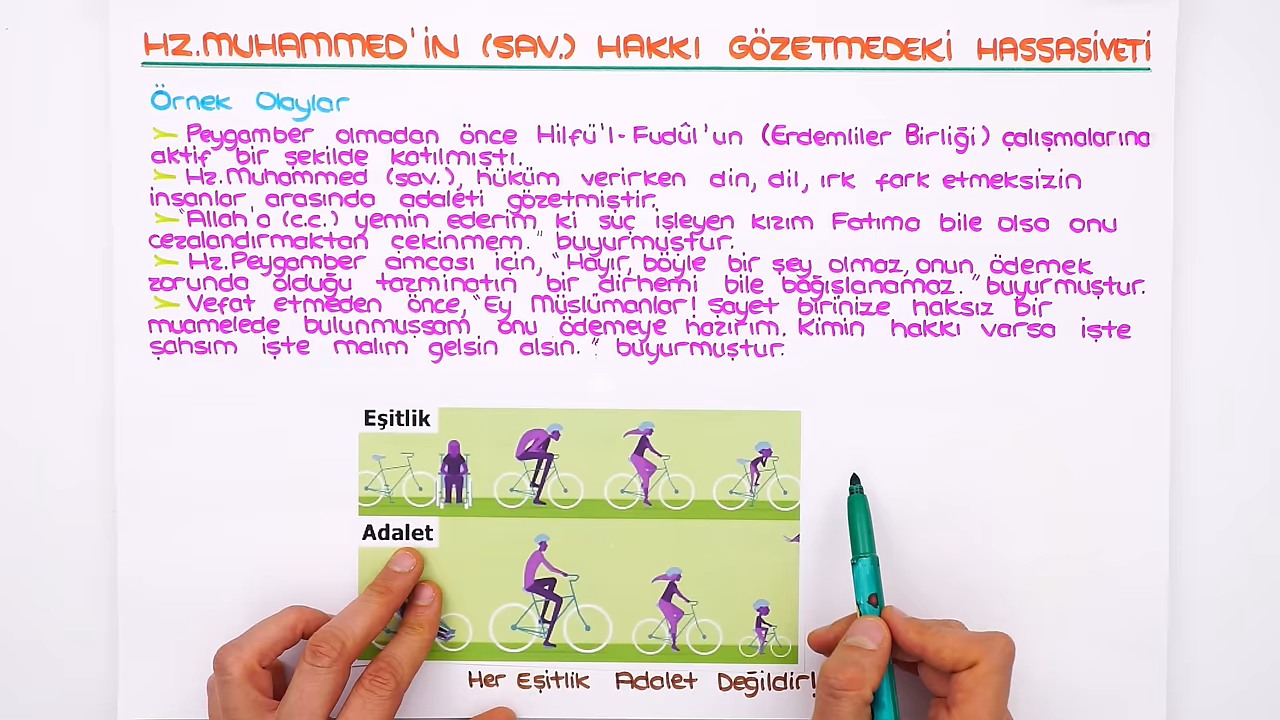 HZ.MUHAMMED'İN (SAV.) HAKKI GÖZETMEDEKİ HASSASİYETİ
Örnek Olaylar
Peygamber olmadan önce Hilfü'l-Fudûl'un (Erdemliler Birliği) çalışmalarına
aktif bir şekilde katılmıştı.
Hz.Muhammed (sav.), hüküm verirken din, dil, ırk fark etmeksizin
insanlar arasında adaleti gözetmiştir.
"Allah'a (c.c.) yemin ederim ki suç işleyen kızım Fatıma bile olsa onu
cezalandırmaktan çekinmem." buyurmuştur.
Hz.Peygamber amcası için, "Hayır, böyle bir şey olmaz, onun ödemek
zorunda olduğu tazminatın bir dirhemi bile bağışlanamaz." buyurmuştur.
Vefat etmeden önce, "Ey Müslümanlar! Şayet birinize haksız bir
muamelede bulunmuşsam onu ödemeye hazırım. Kimin hakkı varsa işte
şahsım işte malım gelsin alsın." buyurmuştur.
Eşitlik
Adalet
Her Eşitlik Adalet Değildir!